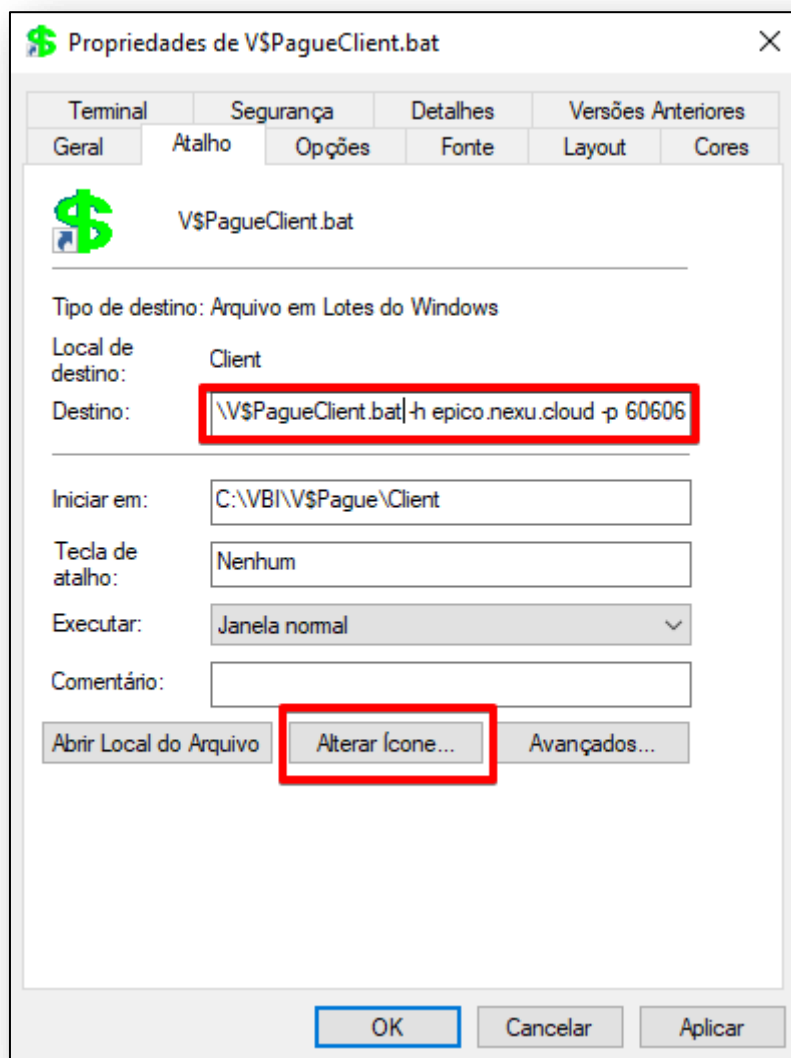 Propriedades de V$PagueClient.bat
Terminal Segurança Detalhes Versões Anteriores
Geral Atalho Opções Fonte Layout Cores
V$PagueClient.bat
Tipo de destino: Arquivo em Lotes do Windows
Local de destino: Client
Destino: \V$PagueClient.bat -h epico.nexu.cloud -p 60606
Iniciar em: C:\VBI\V$Pague\Client
Tecla de atalho: Nenhum
Executar: Janela normal
Comentário:
Abrir Local do Arquivo Alterar Ícone... Avançados...
OK Cancelar Aplicar